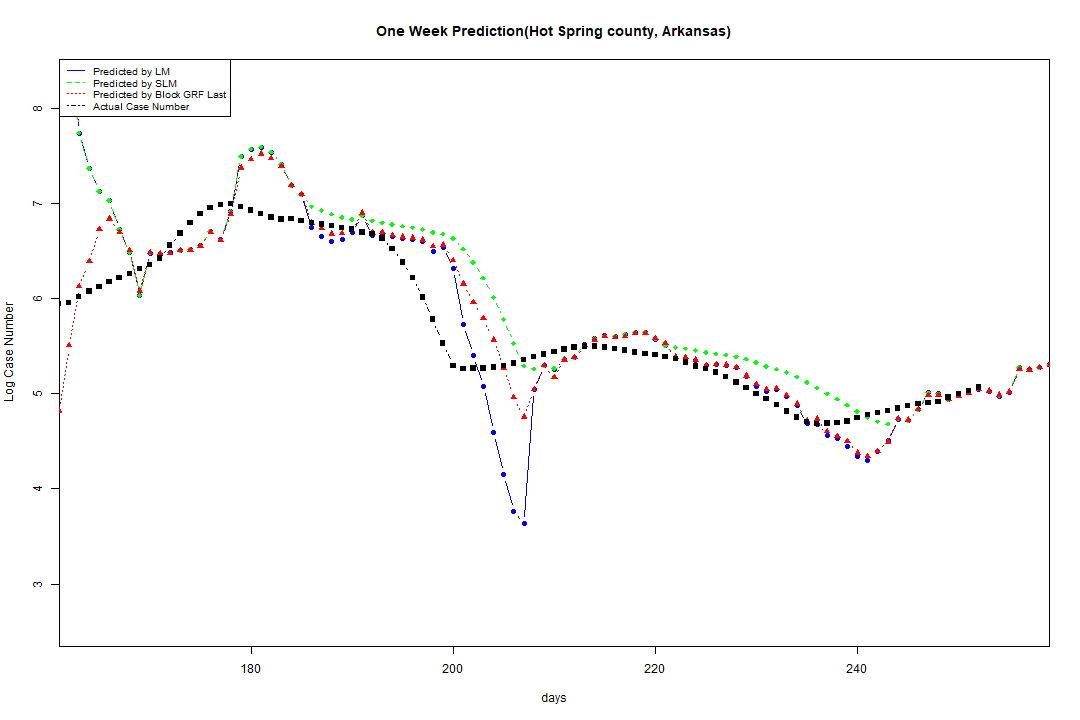 One Week Prediction(Hot Spring county, Arkansas)
Predicted by LM
Predicted by SLM
Predicted by Block GRF Last
Actual Case Number
8
7
6
5
4
3
Log Case Number
180
200
220
240
days